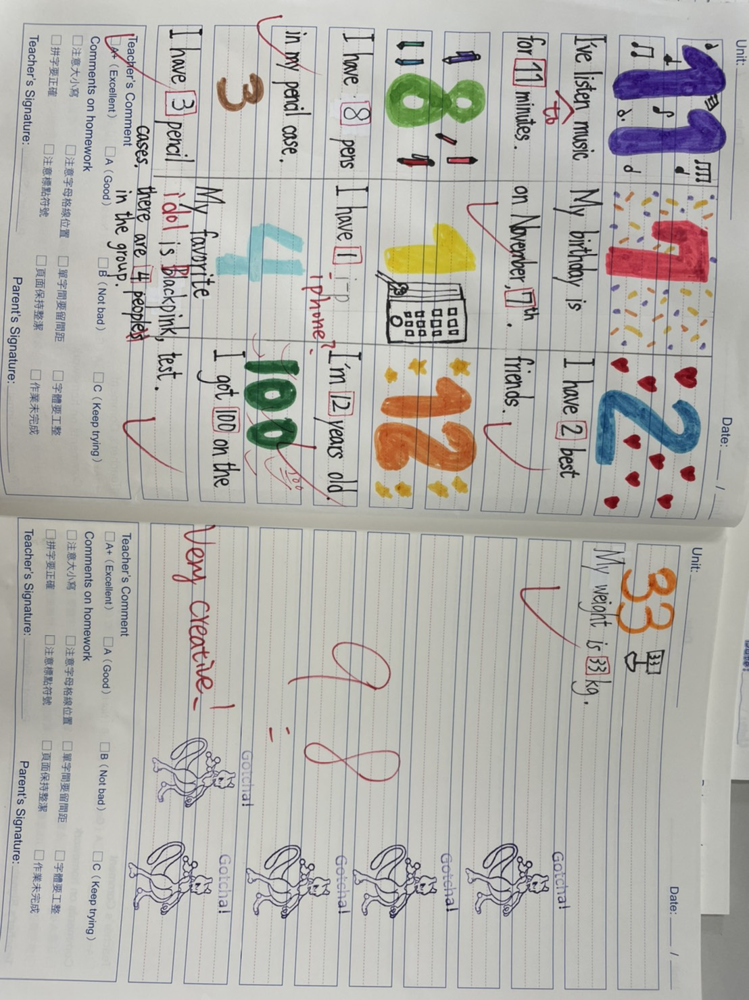 Unit:
Date: /
11
I've listen music
to
for 11 minutes.
7
My birthday is
on November, 7th.
2
I have 2 best
friends.
8
I have 8 pens
in my pencil case.
1
I have 1
iphone?
12
I'm 12 years old.
3
I have 3 pencil
cases.
4
My favorite
idol is Blackpink,
there are 4 peoples
in the group.
100
I got 100 on the
test.
100
Teacher's Comment
□A+ (Excellent) □A (Good) □B (Not bad) □C (Keep trying)
Comments on homework
□注意大小寫 □注意字母格線位置 □單字間要留間距 □字體要工整
□拼字要正確 □注意標點符號 □頁面保持整潔 □作業未完成
Teacher's Signature: Parent's Signature:
Unit:
Date: /
33
33
My weight is 33 kg.
98
Very creative!
Gotcha!
Gotcha!
Gotcha!
Gotcha!
Gotcha!
Teacher's Comment
□A+ (Excellent) □A (Good) □B (Not bad) □C (Keep trying)
Comments on homework
□注意大小寫 □注意字母格線位置 □單字間要留間距 □字體要工整
□拼字要正確 □注意標點符號 □頁面保持整潔 □作業未完成
Teacher's Signature: Parent's Signature: